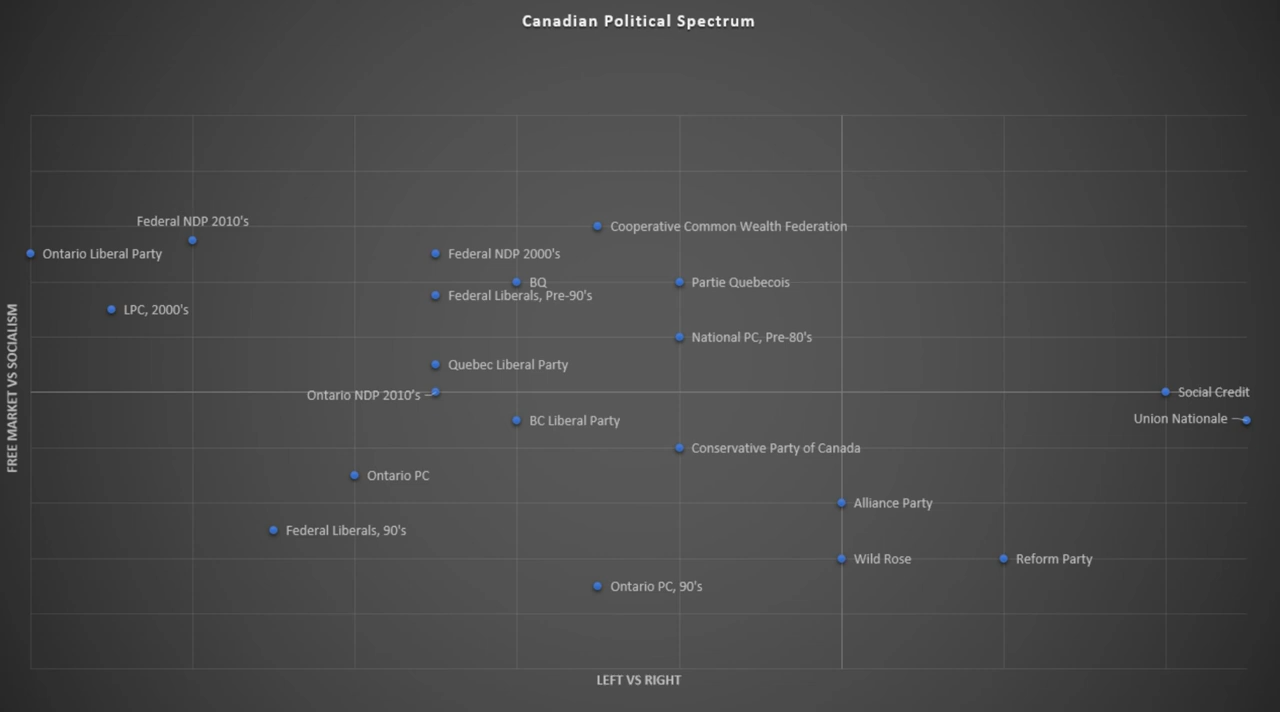 Canadian Political Spectrum
Federal NDP 2010's
Cooperative Common Wealth Federation
Ontario Liberal Party
Federal NDP 2000's
BQ
Partie Quebecois
Federal Liberals, Pre-90's
LPC, 2000's
National PC, Pre-80's
Quebec Liberal Party
Ontario NDP 2010's
Social Credit
BC Liberal Party
Union Nationale
Conservative Party of Canada
Ontario PC
Alliance Party
Federal Liberals, 90's
Wild Rose
Reform Party
Ontario PC, 90's
FREE MARKET VS SOCIALISM
LEFT VS RIGHT